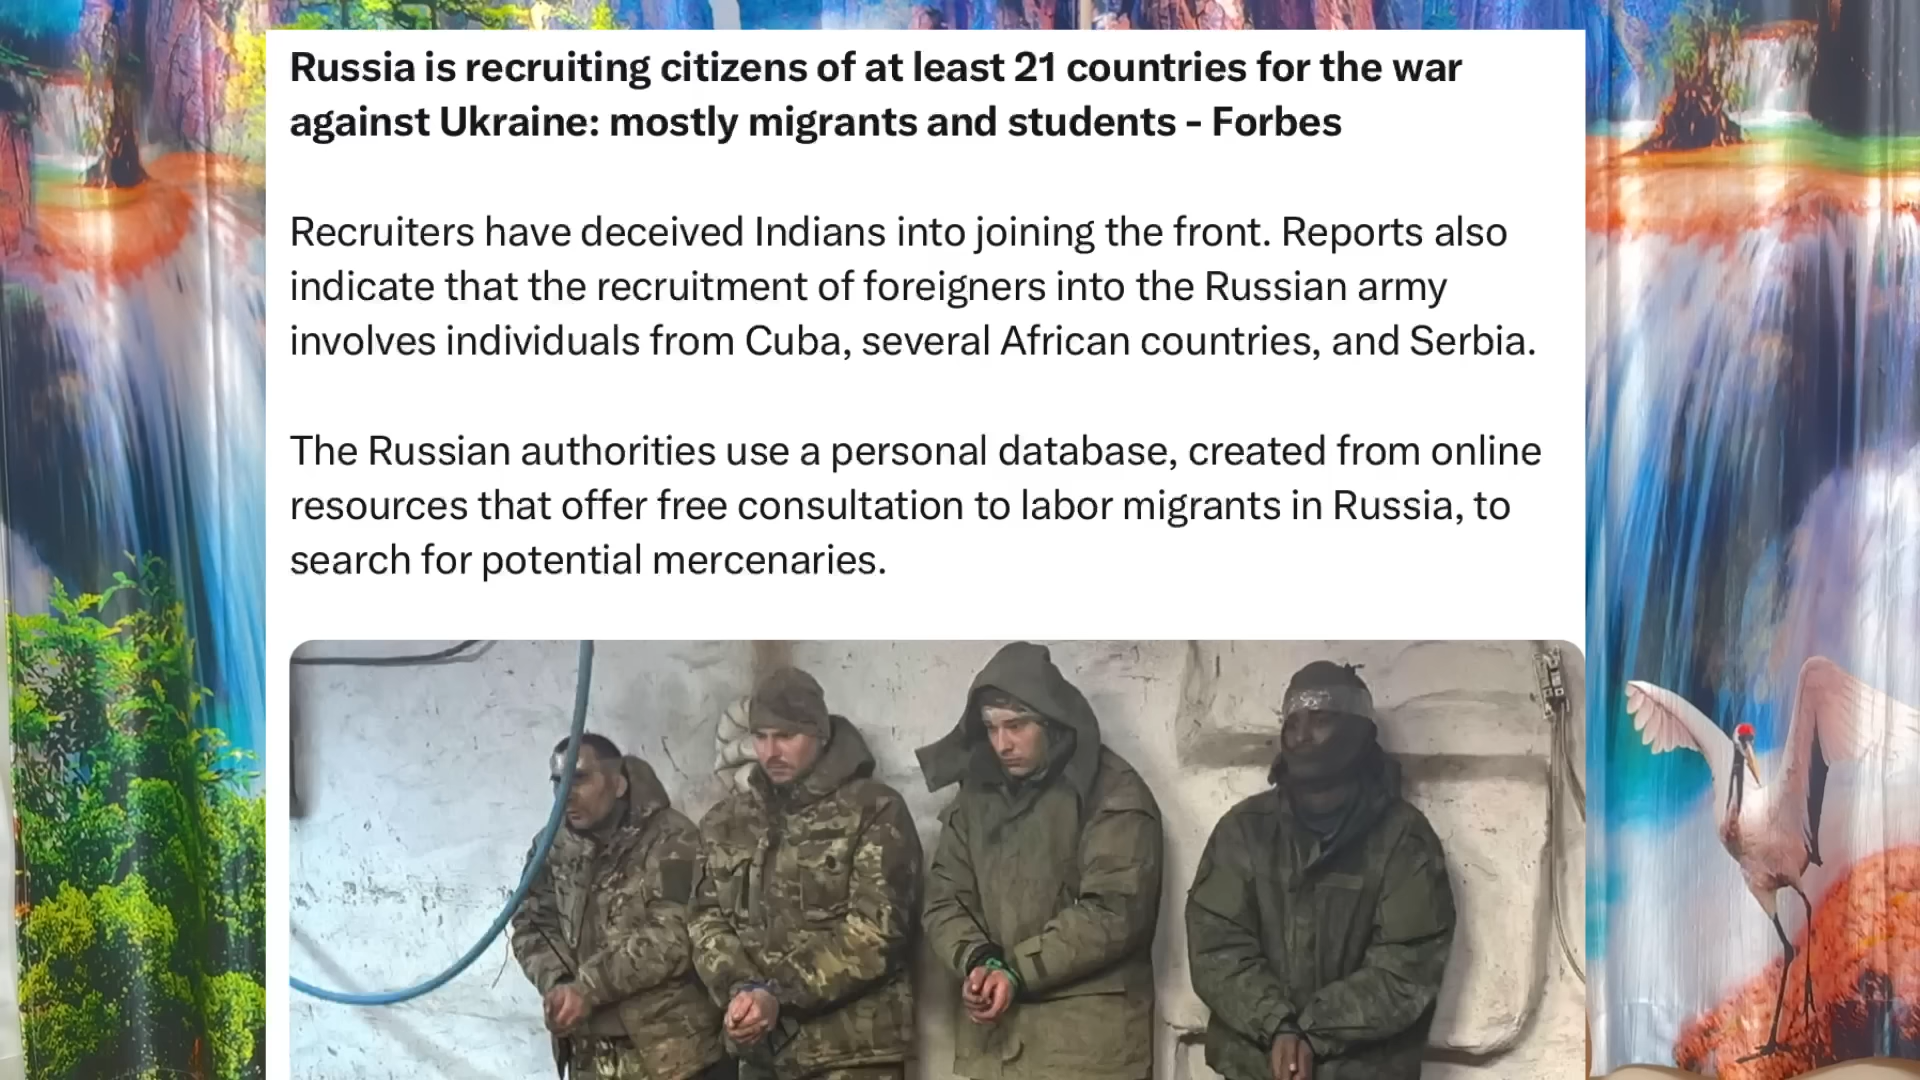 Russia is recruiting citizens of at least 21 countries for the war
against Ukraine: mostly migrants and students - Forbes
Recruiters have deceived Indians into joining the front. Reports also
indicate that the recruitment of foreigners into the Russian army
involves individuals from Cuba, several African countries, and Serbia.
The Russian authorities use a personal database, created from online
resources that offer free consultation to labor migrants in Russia, to
search for potential mercenaries.